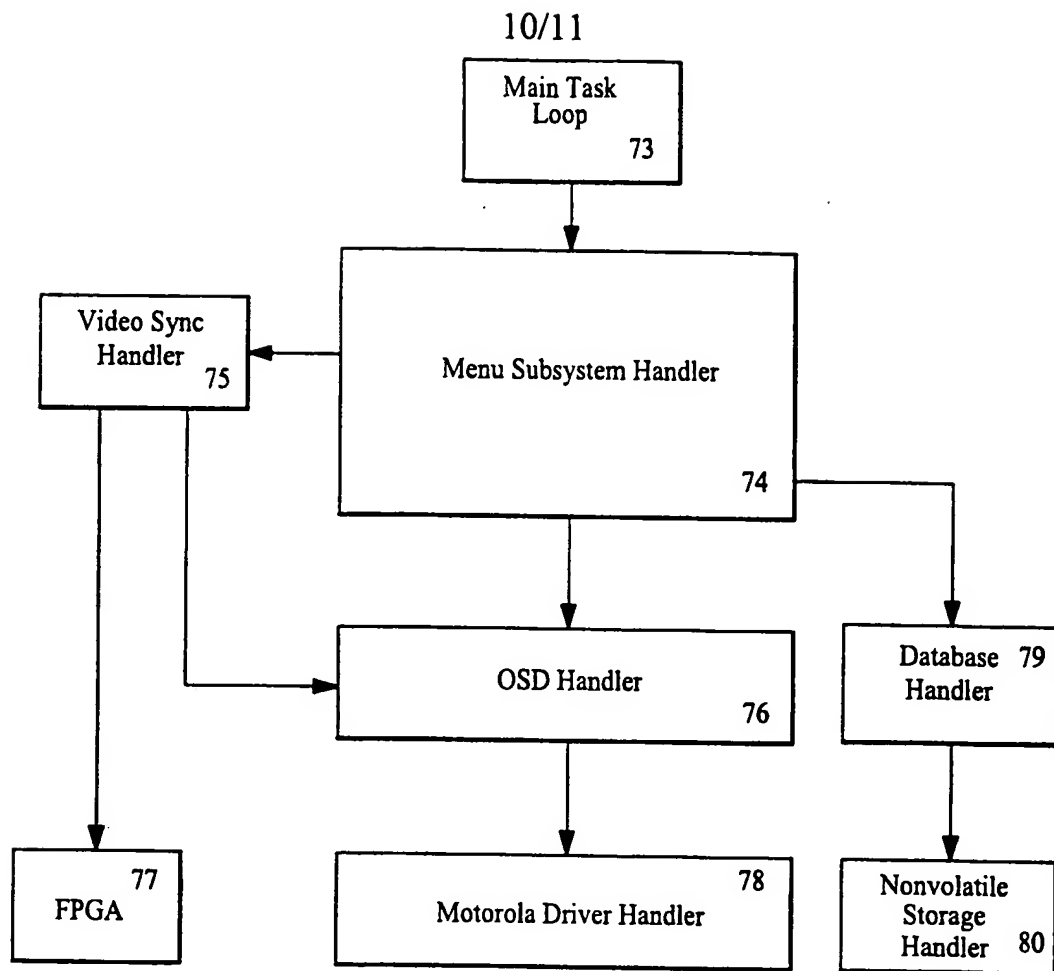 10/11
Main Task
Loop
73
Video Sync
Handler
75
Menu Subsystem Handler
74
OSD Handler
76
Database
Handler
79
77
FPGA
78
Motorola Driver Handler
Nonvolatile
Storage
Handler
80